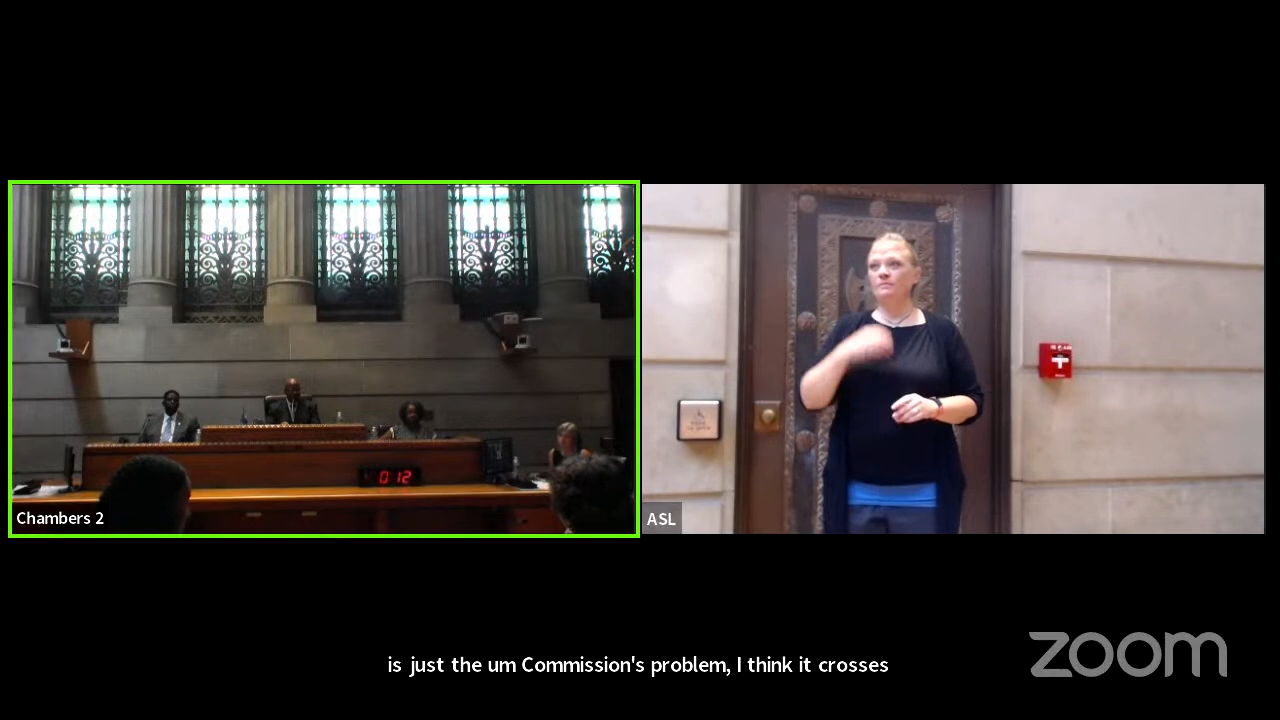 0:12
Chambers 2
ASL
is just the um Commission's problem, I think it crosses
zoom